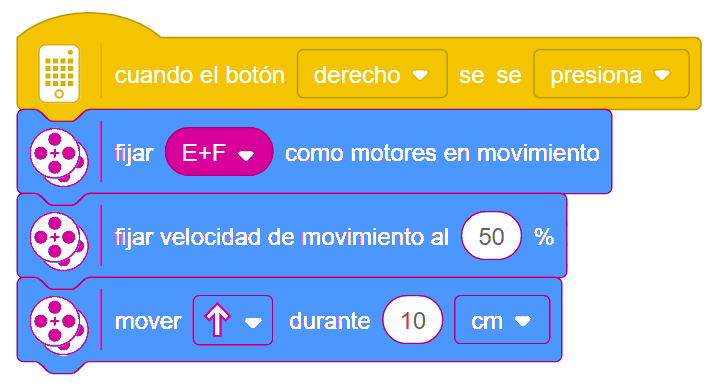 cuando el botón derecho se se presiona
fijar E+F como motores en movimiento
fijar velocidad de movimiento al 50 %
mover durante 10 cm